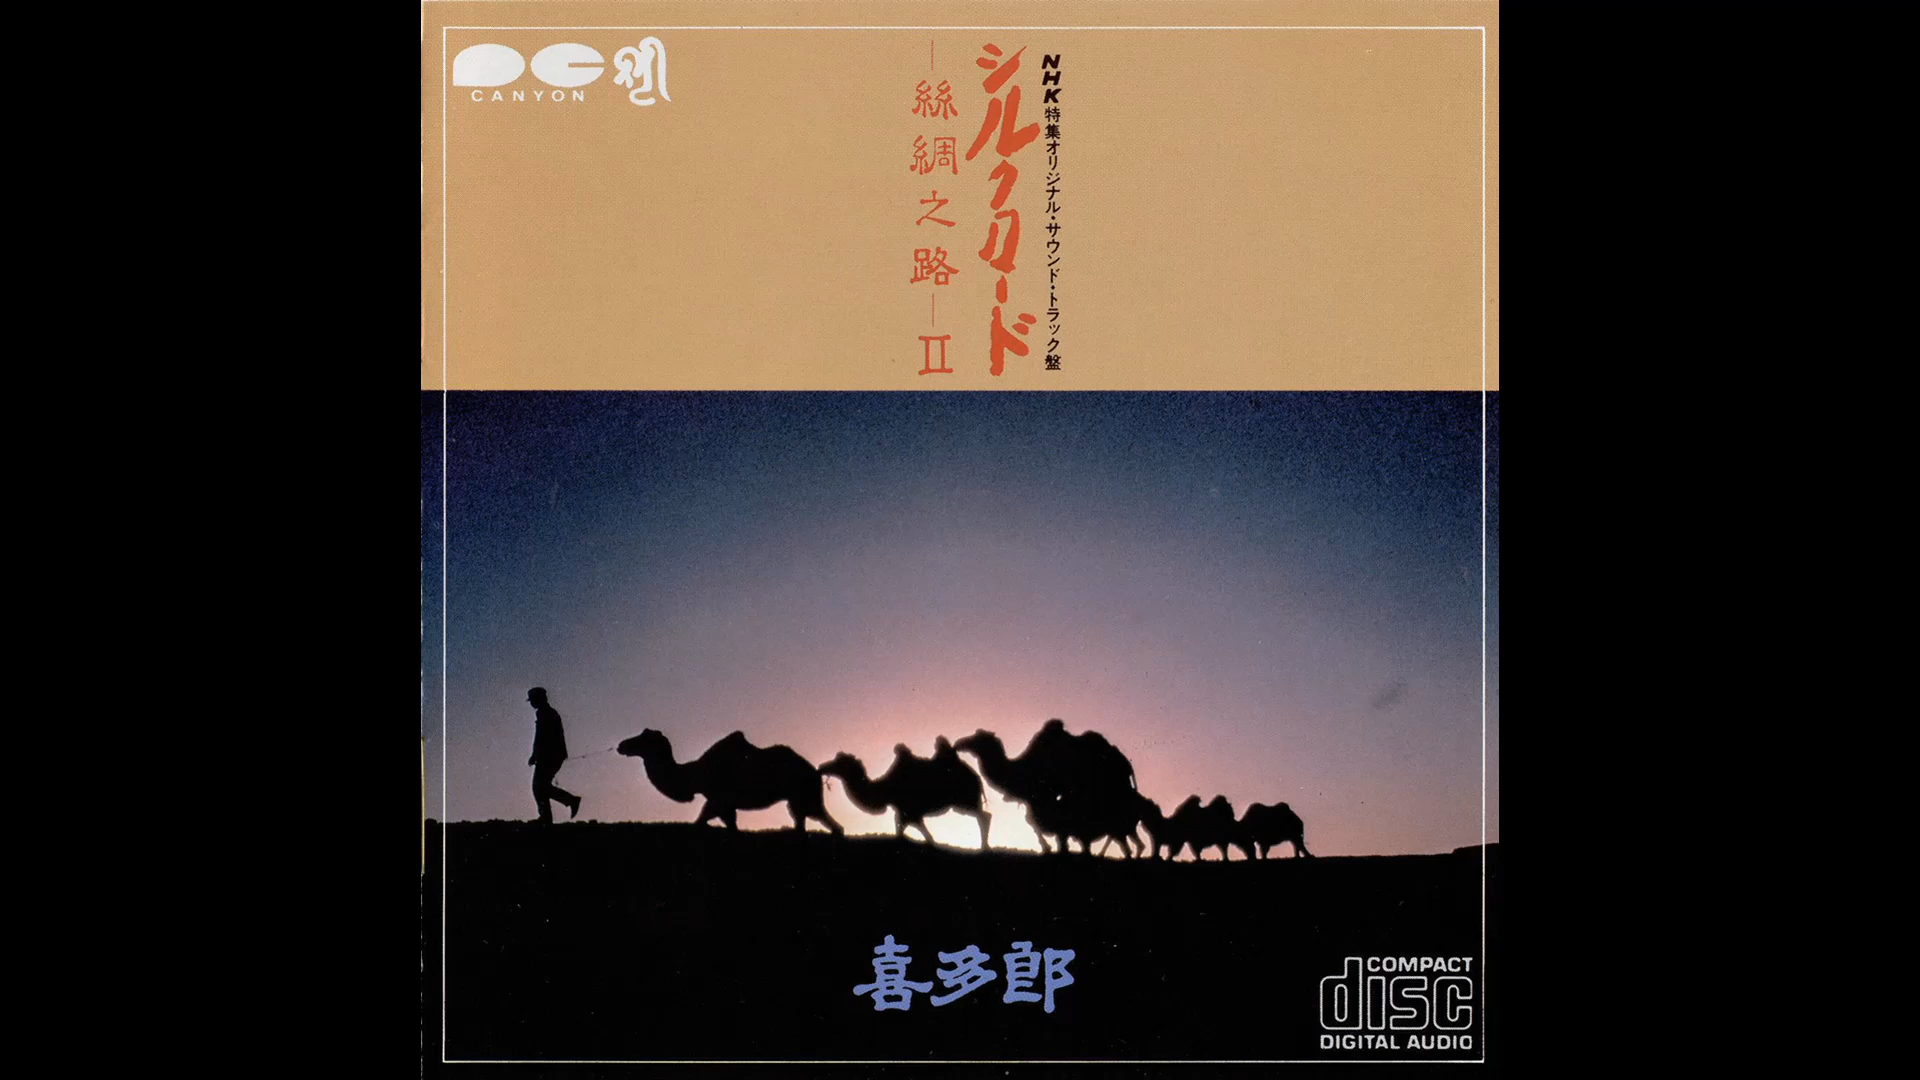 CANYON
NHK特集オリジナル・サウンド・トラック盤
シルクロード
―絲綢之路―Ⅱ
喜多郎
COMPACT
disc
DIGITAL AUDIO